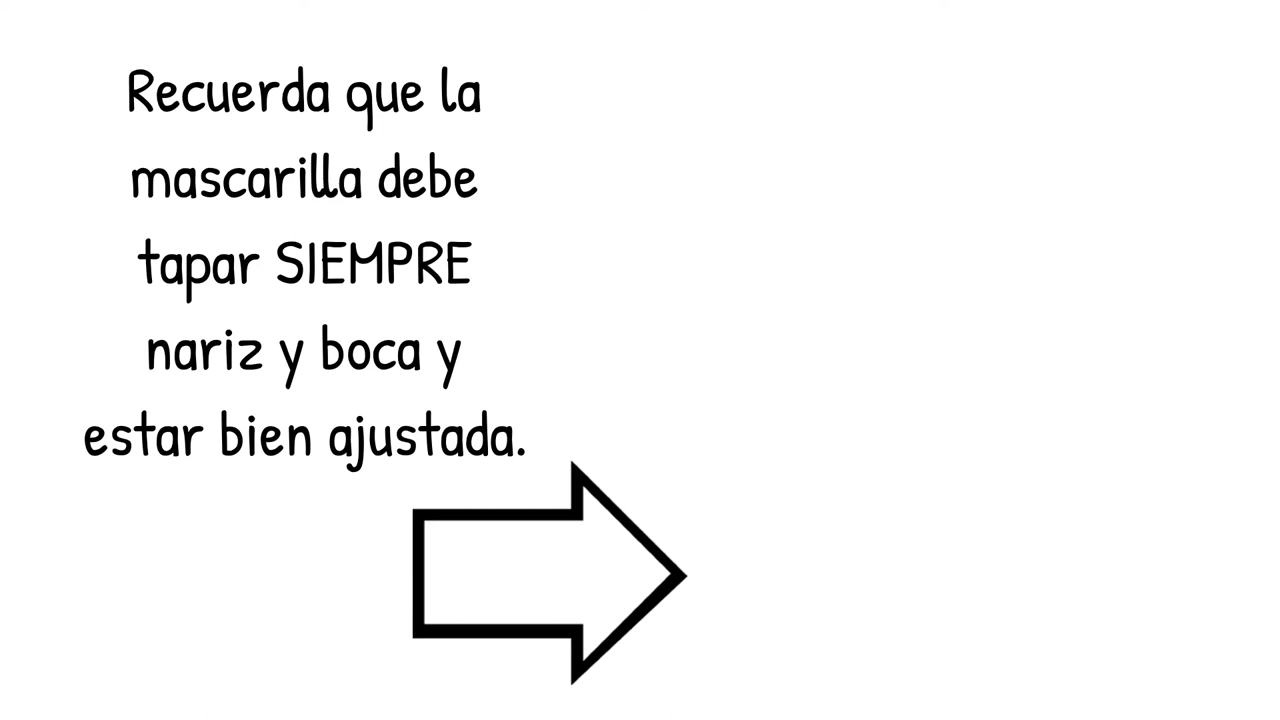 Recuerda que la
mascarilla debe
tapar SIEMPRE
nariz y boca y
estar bien ajustada.